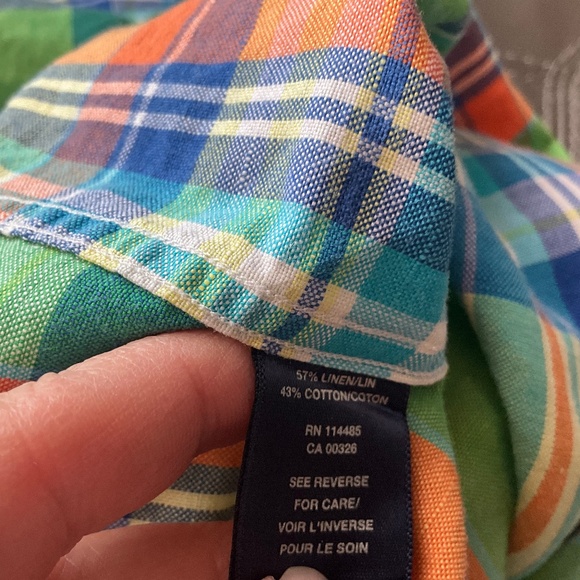 57% LINEN/LIN
43% COTTON/COTON
RN 114485
CA 00326
SEE REVERSE
FOR CARE/
VOIR L'INVERSE
POUR LE SOIN